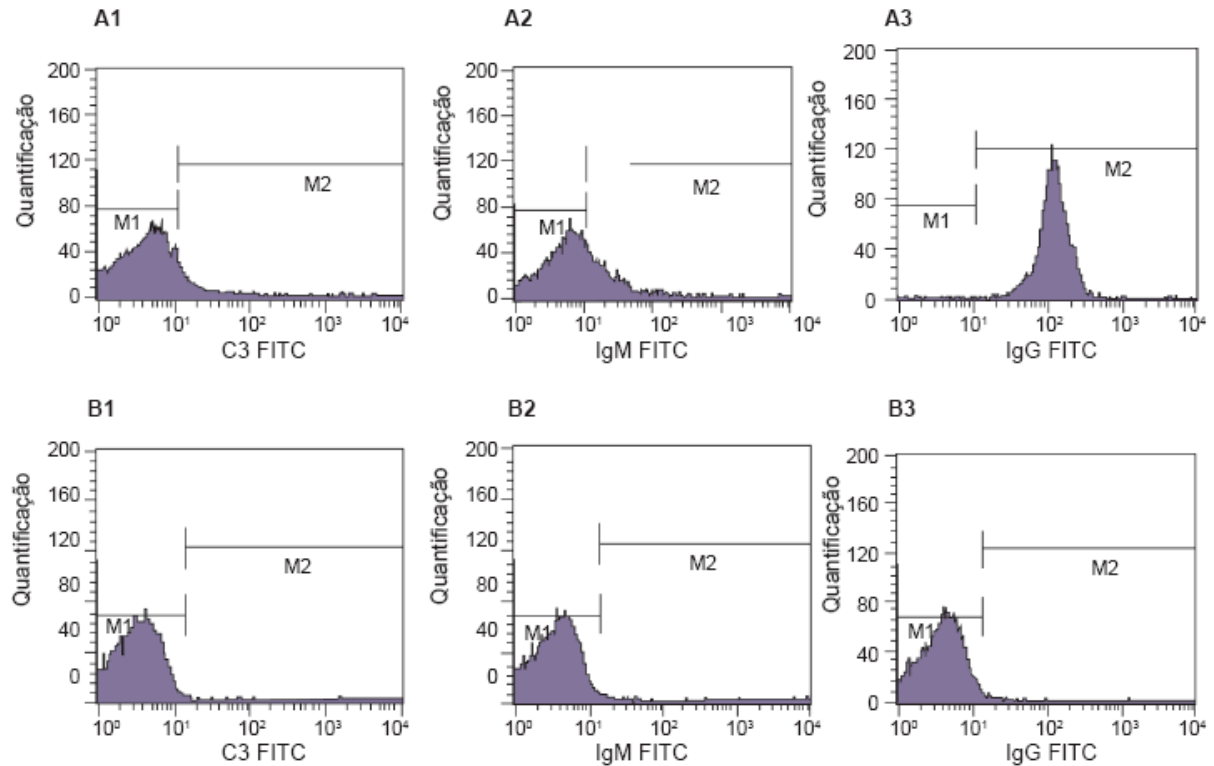 A1
200
160
120
80
40
0
Quantificação
M1
M2
10⁰ 10¹ 10² 10³ 10⁴
C3 FITC
A2
200
160
120
80
40
0
Quantificação
M1
M2
10⁰ 10¹ 10² 10³ 10⁴
IgM FITC
A3
200
160
120
80
40
0
Quantificação
M1
M2
10⁰ 10¹ 10² 10³ 10⁴
IgG FITC
B1
200
160
120
80
40
0
Quantificação
M1
M2
10⁰ 10¹ 10² 10³ 10⁴
C3 FITC
B2
200
160
120
80
40
0
Quantificação
M1
M2
10⁰ 10¹ 10² 10³ 10⁴
IgM FITC
B3
200
160
120
80
40
0
Quantificação
M1
M2
10⁰ 10¹ 10² 10³ 10⁴
IgG FITC